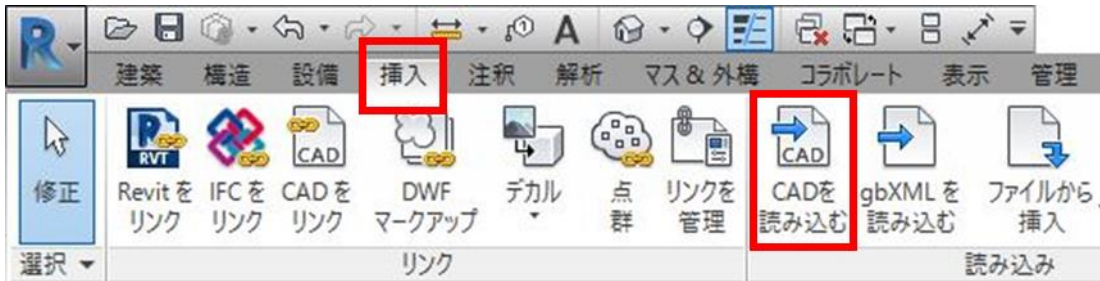 建築 構造 設備 挿入 注釈 解析 マス & 外構 コラボレート 表示 管理
修正
Revit を
リンク
IFC を
リンク
CAD を
リンク
DWF
マークアップ
デカル
点
群
リンクを
管理
CADを
読み込む
gbXML を
読み込む
ファイルから
挿入
選択 リンク 読み込み